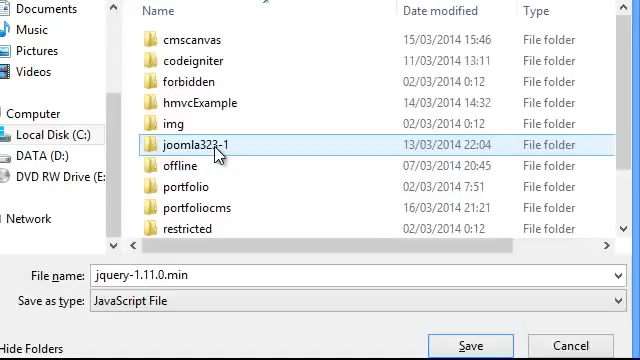 Documents
Music
Pictures
Videos
Computer
Local Disk (C:)
DATA (D:)
DVD RW Drive (E:
Network
Name Date modified Type
cmscanvas 15/03/2014 15:46 File folder
codeigniter 11/03/2014 13:11 File folder
forbidden 02/03/2014 0:12 File folder
hmvcExample 14/03/2014 14:32 File folder
img 02/03/2014 0:12 File folder
joomla323-1 13/03/2014 22:04 File folder
offline 07/03/2014 20:45 File folder
portfolio 02/03/2014 7:51 File folder
portfoliocms 16/03/2014 21:21 File folder
restricted 02/03/2014 0:12 File folder
File name: jquery-1.11.0.min
Save as type: JavaScript File
Hide Folders Save Cancel